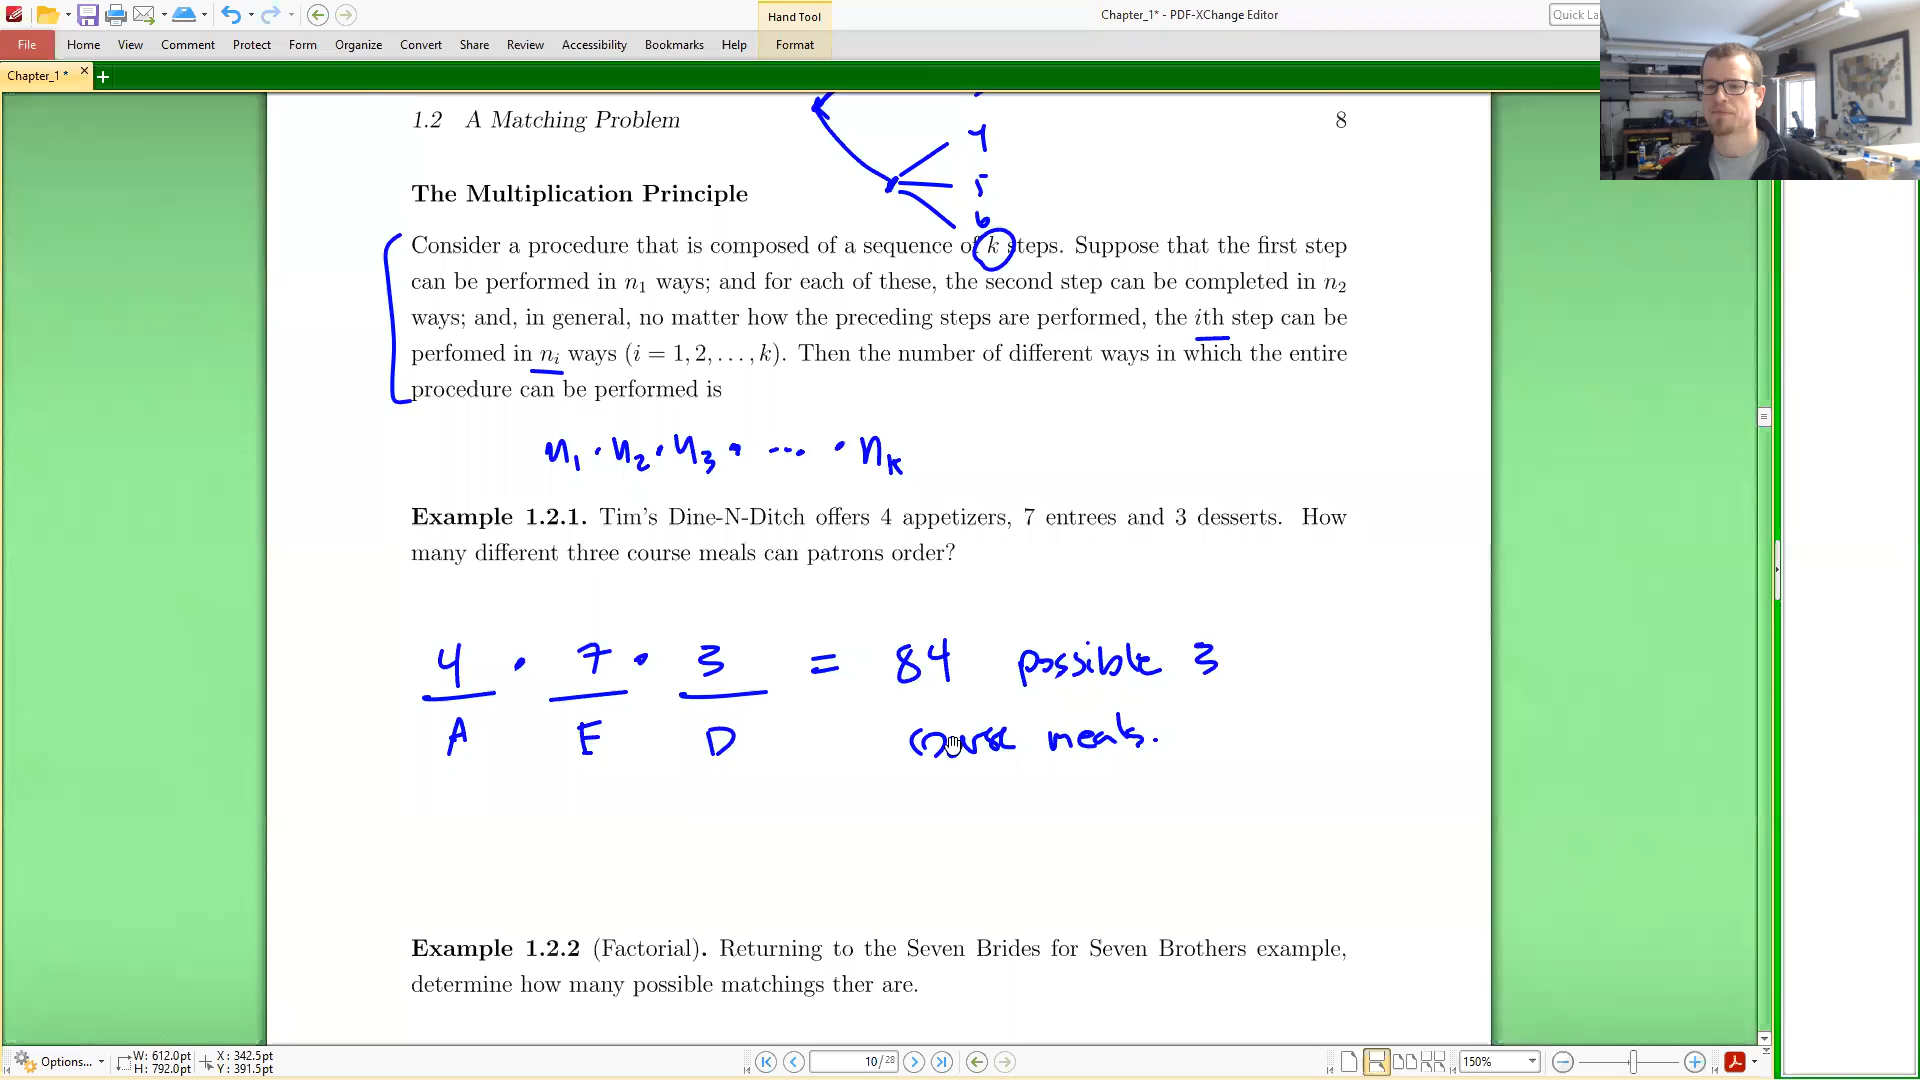 Hand Tool
Chapter_1* - PDF-XChange Editor
Quick La
File Home View Comment Protect Form Organize Convert Share Review Accessibility Bookmarks Help Format
Chapter_1 *
1.2 A Matching Problem 8
4
5
6
The Multiplication Principle
Consider a procedure that is composed of a sequence of k steps. Suppose that the first step
can be performed in n₁ ways; and for each of these, the second step can be completed in n₂
ways; and, in general, no matter how the preceding steps are performed, the ith step can be
perfomed in nᵢ ways (i = 1, 2, . . . , k). Then the number of different ways in which the entire
procedure can be performed is
n₁ · n₂ · n₃ · ... · nₖ
Example 1.2.1. Tim's Dine-N-Ditch offers 4 appetizers, 7 entrees and 3 desserts. How
many different three course meals can patrons order?
4 · 7 · 3 = 84 possible 3
A E D course meals.
Example 1.2.2 (Factorial). Returning to the Seven Brides for Seven Brothers example,
determine how many possible matchings ther are.
Options...
W: 612.0pt
H: 792.0pt
X: 342.5pt
Y: 391.5pt
10 / 28
150%